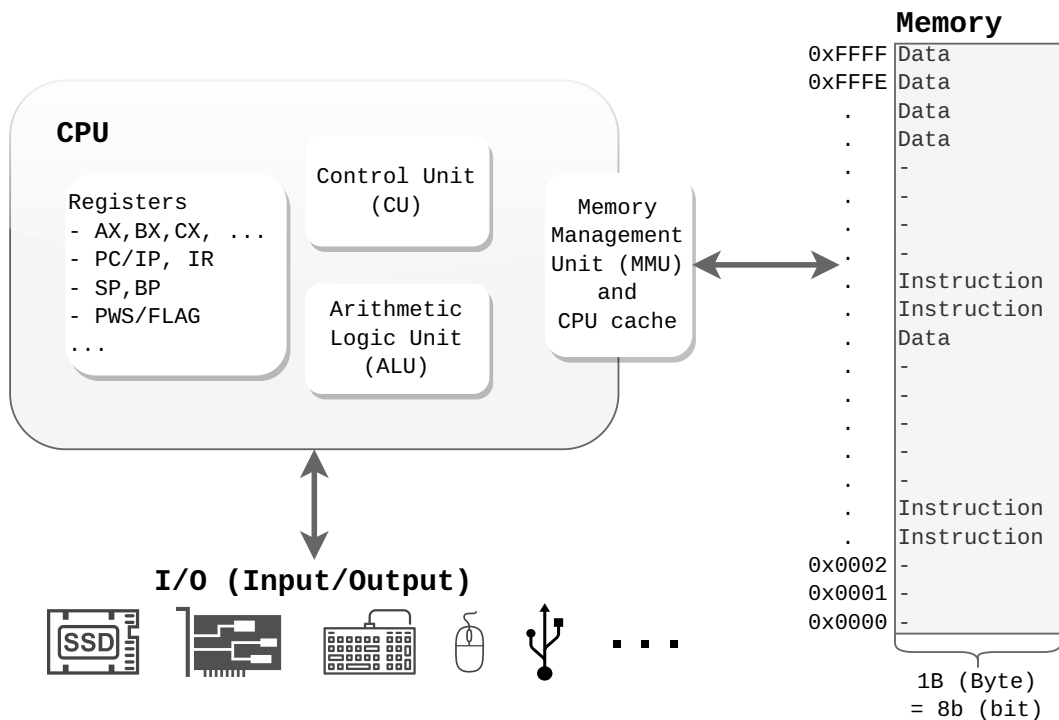 CPU
Registers
- AX,BX,CX, ...
- PC/IP, IR
- SP,BP
- PWS/FLAG
...
Control Unit
(CU)
Arithmetic
Logic Unit
(ALU)
Memory
Management
Unit (MMU)
and
CPU cache
I/O (Input/Output)
SSD
. . .
Memory
0xFFFF Data
0xFFFE Data
. Data
. Data
. -
. -
. -
. -
. Instruction
. Instruction
. Data
. -
. -
. -
. -
. -
. Instruction
. Instruction
0x0002 -
0x0001 -
0x0000 -
1B (Byte)
= 8b (bit)